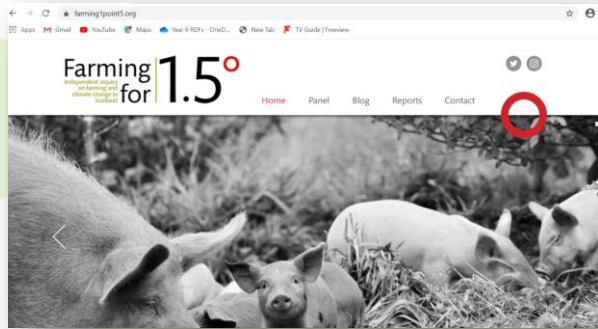 farming1point5.org
Apps Gmail YouTube Maps Year 6 RDFs - OneD... New Tab TV Guide | Freeview
Farming for 1.5°
Independent inquiry
on farming and
climate change in
Scotland
Home Panel Blog Reports Contact